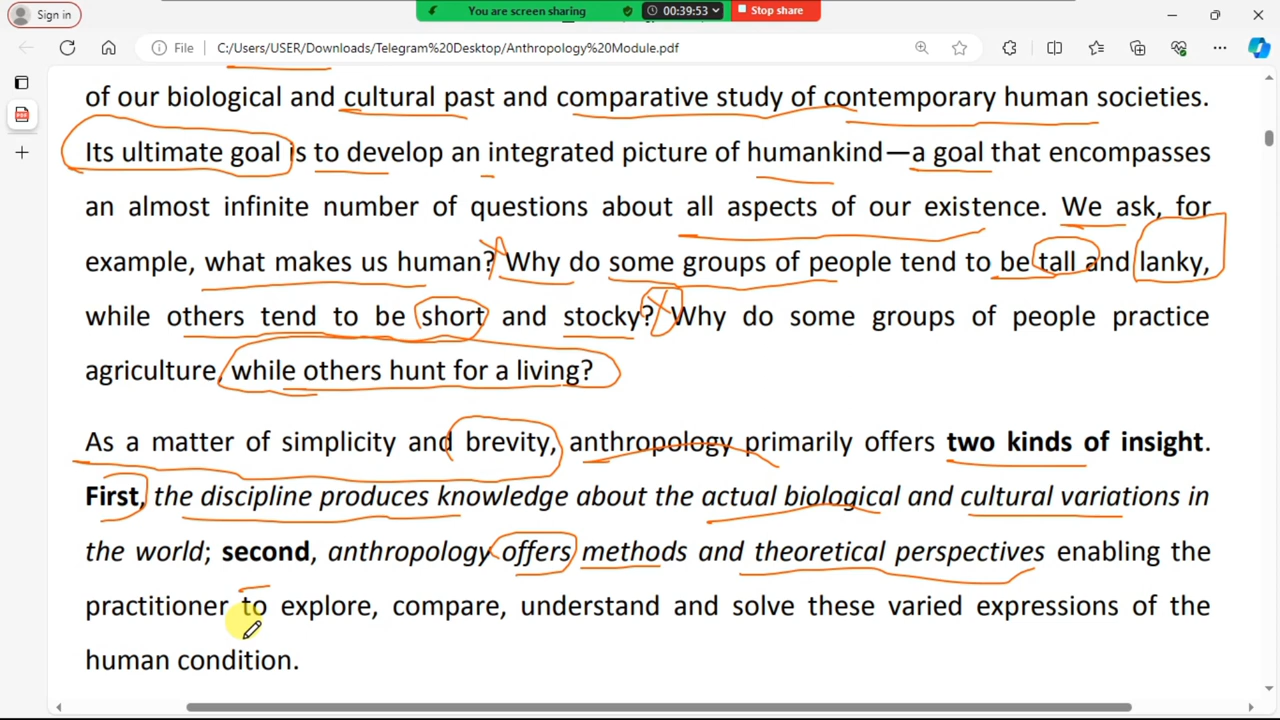 Sign in
You are screen sharing
00:39:53
Stop share
File
C:/Users/USER/Downloads/Telegram%20Desktop/Anthropology%20Module.pdf
of our biological and cultural past and comparative study of contemporary human societies.
Its ultimate goal is to develop an integrated picture of humankind—a goal that encompasses
an almost infinite number of questions about all aspects of our existence. We ask, for
example, what makes us human? Why do some groups of people tend to be tall and lanky,
while others tend to be short and stocky? Why do some groups of people practice
agriculture, while others hunt for a living?
As a matter of simplicity and brevity, anthropology primarily offers two kinds of insight.
First, the discipline produces knowledge about the actual biological and cultural variations in
the world; second, anthropology offers methods and theoretical perspectives enabling the
practitioner to explore, compare, understand and solve these varied expressions of the
human condition.